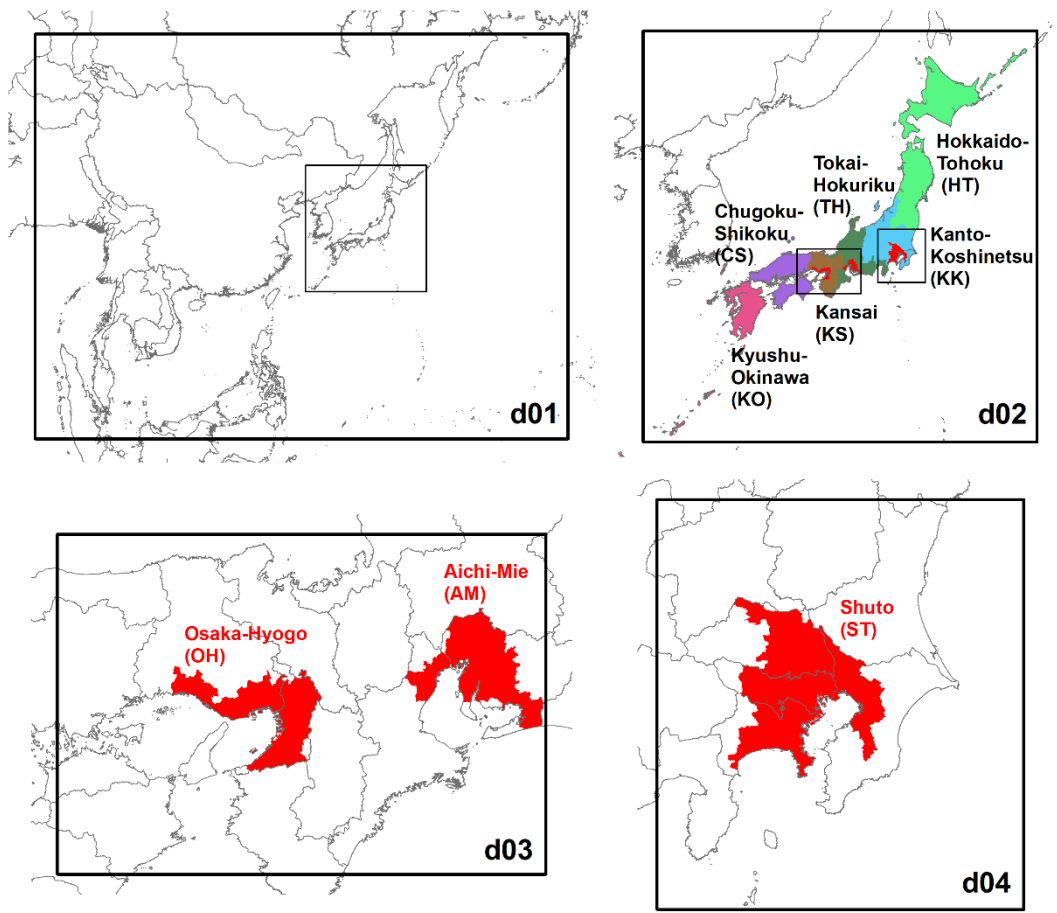 d01
Hokkaido-
Tohoku
(HT)
Tokai-
Hokuriku
(TH)
Chugoku-
Shikoku
(CS)
Kanto-
Koshinetsu
(KK)
Kansai
(KS)
Kyushu-
Okinawa
(KO)
d02
Aichi-Mie
(AM)
Osaka-Hyogo
(OH)
d03
Shuto
(ST)
d04